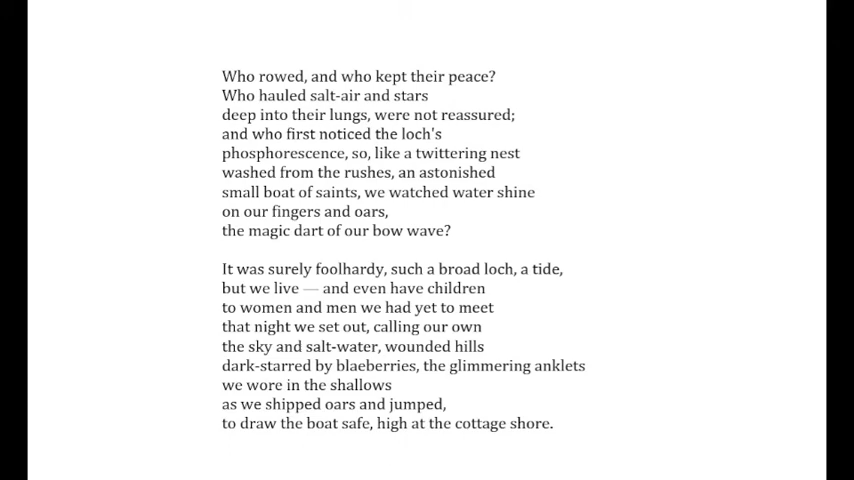 Who rowed, and who kept their peace?
Who hauled salt-air and stars
deep into their lungs, were not reassured;
and who first noticed the loch's
phosphorescence, so, like a twittering nest
washed from the rushes, an astonished
small boat of saints, we watched water shine
on our fingers and oars,
the magic dart of our bow wave?
It was surely foolhardy, such a broad loch, a tide,
but we live — and even have children
to women and men we had yet to meet
that night we set out, calling our own
the sky and salt-water, wounded hills
dark-starred by blaeberries, the glimmering anklets
we wore in the shallows
as we shipped oars and jumped,
to draw the boat safe, high at the cottage shore.